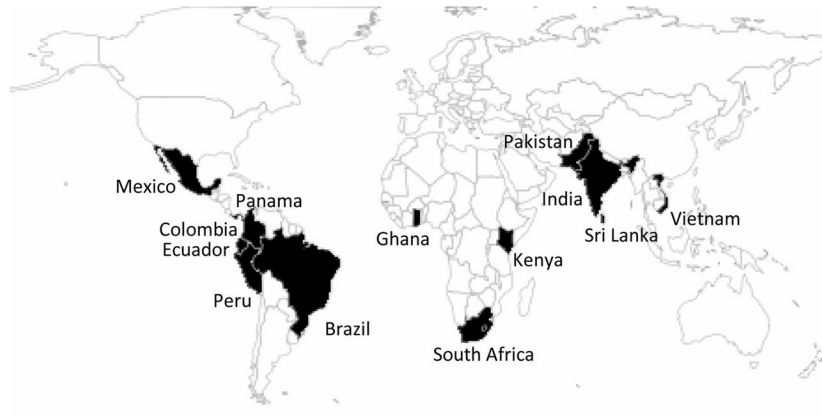 Pakistan
Mexico
Panama
India
Colombia
Ghana
Sri Lanka
Vietnam
Ecuador
Kenya
Peru
Brazil
South Africa